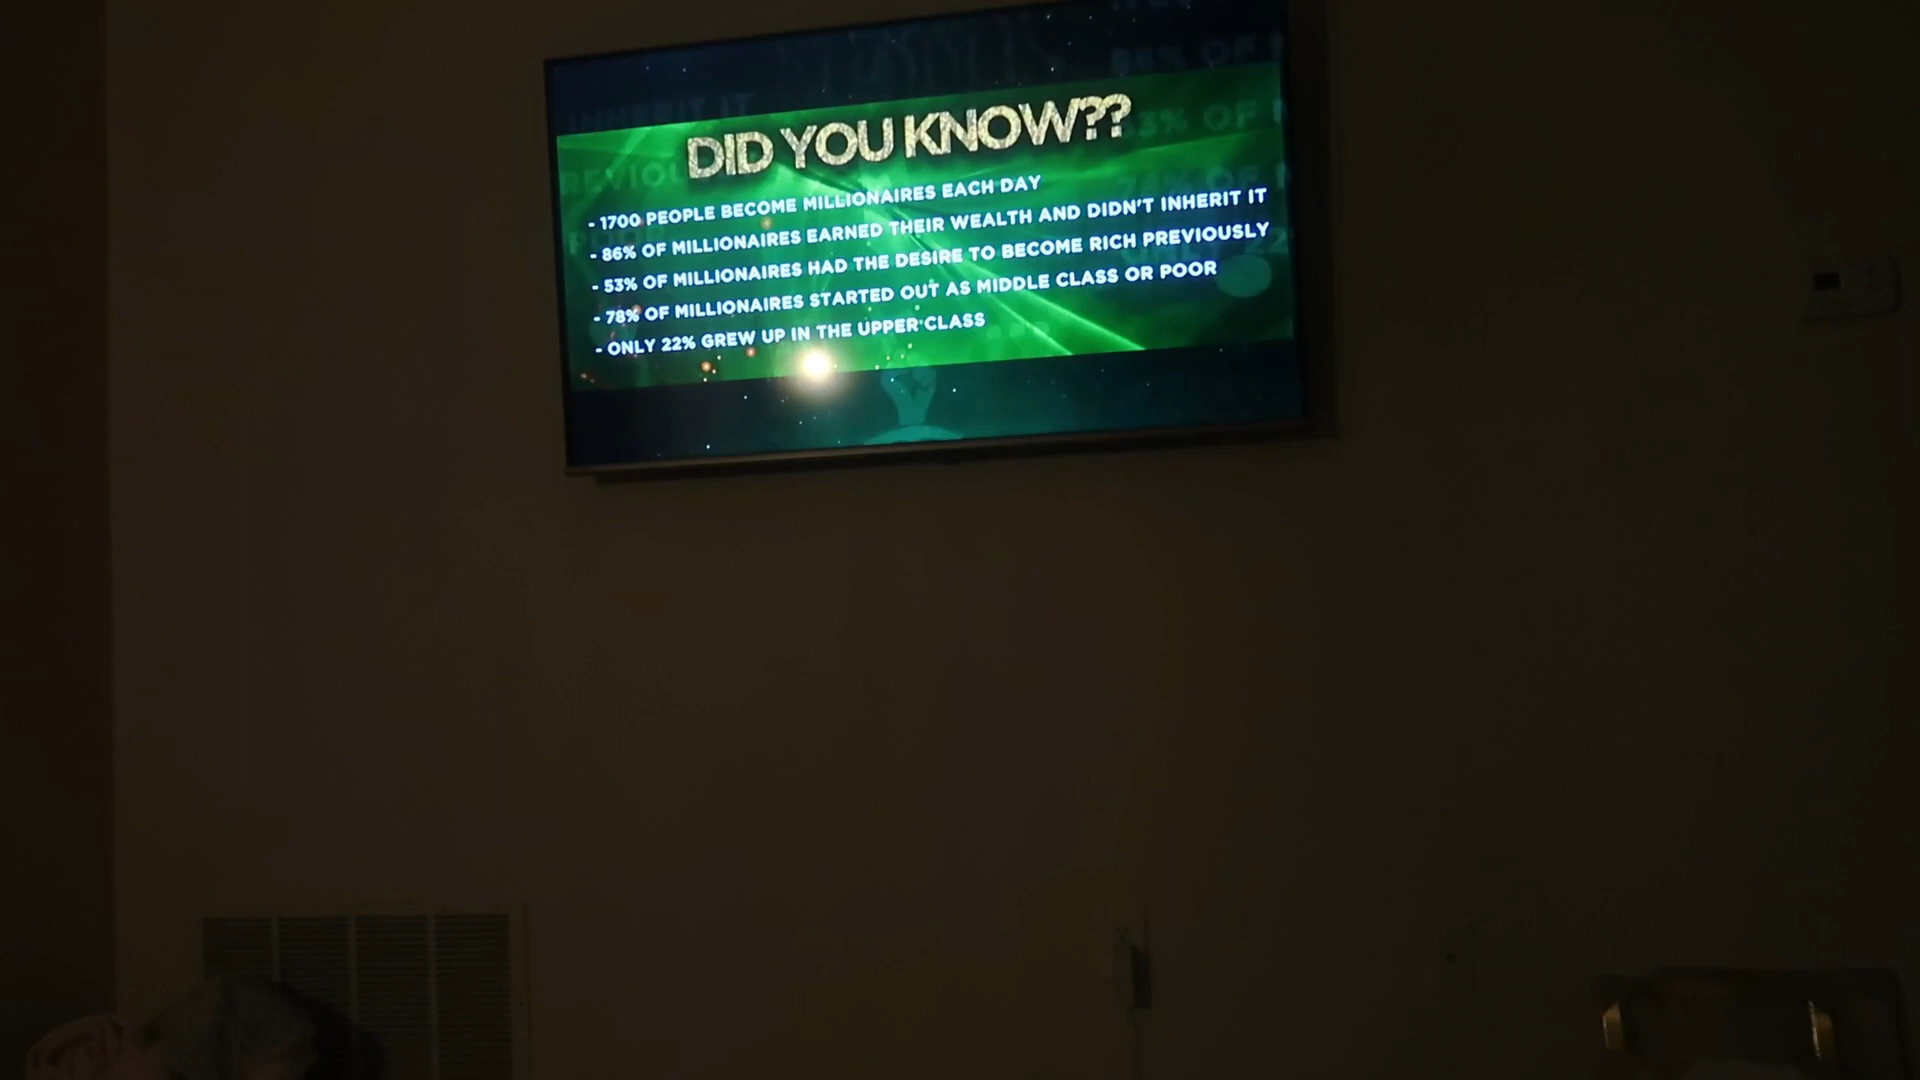 DID YOU KNOW??
- 1700 PEOPLE BECOME MILLIONAIRES EACH DAY
- 86% OF MILLIONAIRES EARNED THEIR WEALTH AND DIDN'T INHERIT IT
- 53% OF MILLIONAIRES HAD THE DESIRE TO BECOME RICH PREVIOUSLY
- 78% OF MILLIONAIRES STARTED OUT AS MIDDLE CLASS OR POOR
- ONLY 22% GREW UP IN THE UPPER CLASS